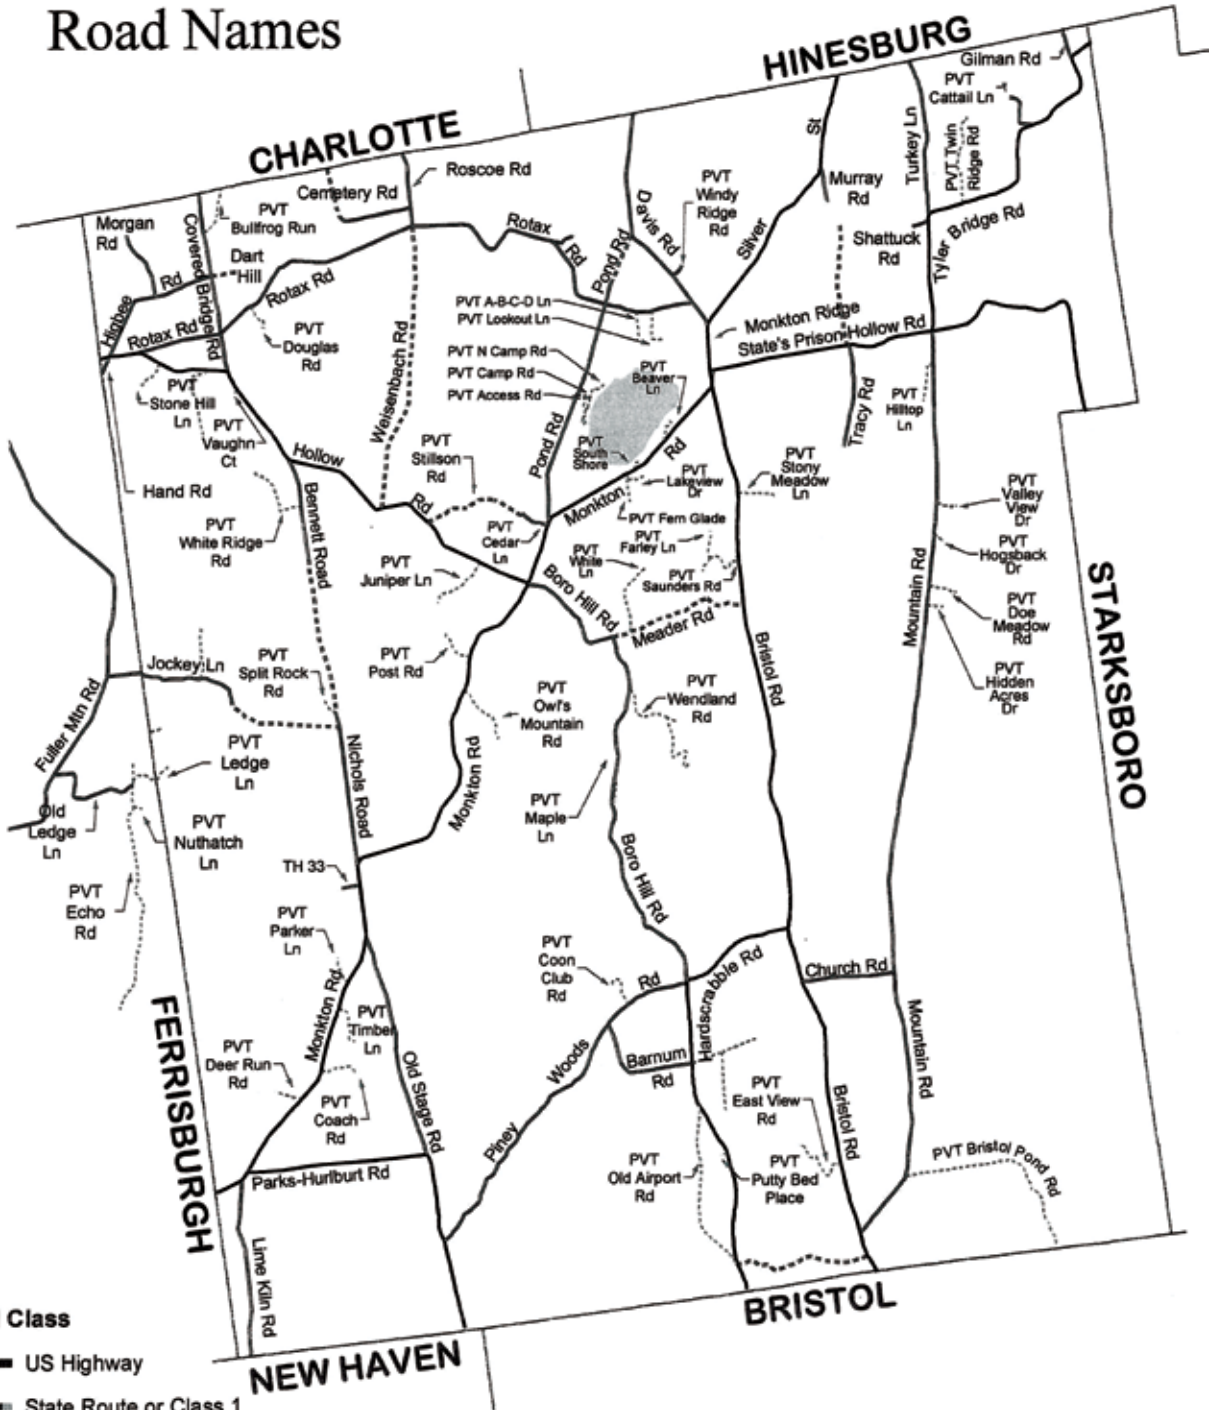 Road Names
HINESBURG
CHARLOTTE
Gilman Rd
PVT
Cattail Ln
Turkey Ln
PVT Twin
Ridge Rd
St
Murray
Rd
Roscoe Rd
Cemetery Rd
PVT
Windy
Ridge
Rd
Davis Rd
Silver
Shattuck
Rd
Tyler Bridge Rd
Morgan
Rd
Covered Bridge Rd
PVT
Bullfrog Run
Dart
Hill
Rotax
Rd
Pond Rd
Higbee
Rd
Rotax Rd
Rotax Rd
PVT
Douglas
Rd
Weisenbach Rd
PVT A-B-C-D Ln
PVT Lookout Ln
Monkton Ridge
State's Prison Hollow Rd
PVT N Camp Rd
PVT Camp Rd
PVT Access Rd
PVT
Beaver
Ln
PVT
Stone Hill
Ln
PVT
Vaughn
Ct
Hand Rd
Hollow
Rd
PVT
Stillson
Rd
Pond Rd
PVT
South
Shore
Monkton
Rd
PVT
Lakeview
Dr
PVT Fern Glade
Tracy Rd
PVT
Hilltop
Ln
PVT
Stony
Meadow
Ln
PVT
Valley
View
Dr
PVT
Hogsback
Dr
PVT
Doe
Meadow
Rd
PVT
Hidden
Acres
Dr
PVT
White Ridge
Rd
Bennett Road
PVT
Cedar
Ln
PVT
Juniper Ln
PVT
White
Ln
PVT
Farley Ln
PVT
Saunders Rd
Boro Hill Rd
Meader Rd
Mountain Rd
STARKSBORO
Jockey Ln
PVT
Split Rock
Rd
PVT
Post Rd
PVT
Owl's
Mountain
Rd
PVT
Wendland
Rd
Bristol Rd
Fuller Mtn Rd
PVT
Ledge
Ln
Old
Ledge
Ln
PVT
Nuthatch
Ln
Nichols Road
Monkton Rd
PVT
Maple
Ln
Boro Hill Rd
TH 33
PVT
Echo
Rd
PVT
Parker
Ln
PVT
Coon
Club
Rd
Rd
Hardscrabble Rd
Church Rd
FERRISBURGH
Monkton Rd
PVT
Timber
Ln
PVT
Deer Run
Rd
PVT
Coach
Rd
Old Stage Rd
Woods
Barnum
Rd
Piney
PVT
East View
Rd
Bristol Rd
Mountain Rd
Parks-Hurlburt Rd
PVT
Old Airport
Rd
PVT
Putty Bed
Place
PVT Bristol Pond Rd
Lime Kiln Rd
BRISTOL
NEW HAVEN
Class
US Highway
State Route or Class 1